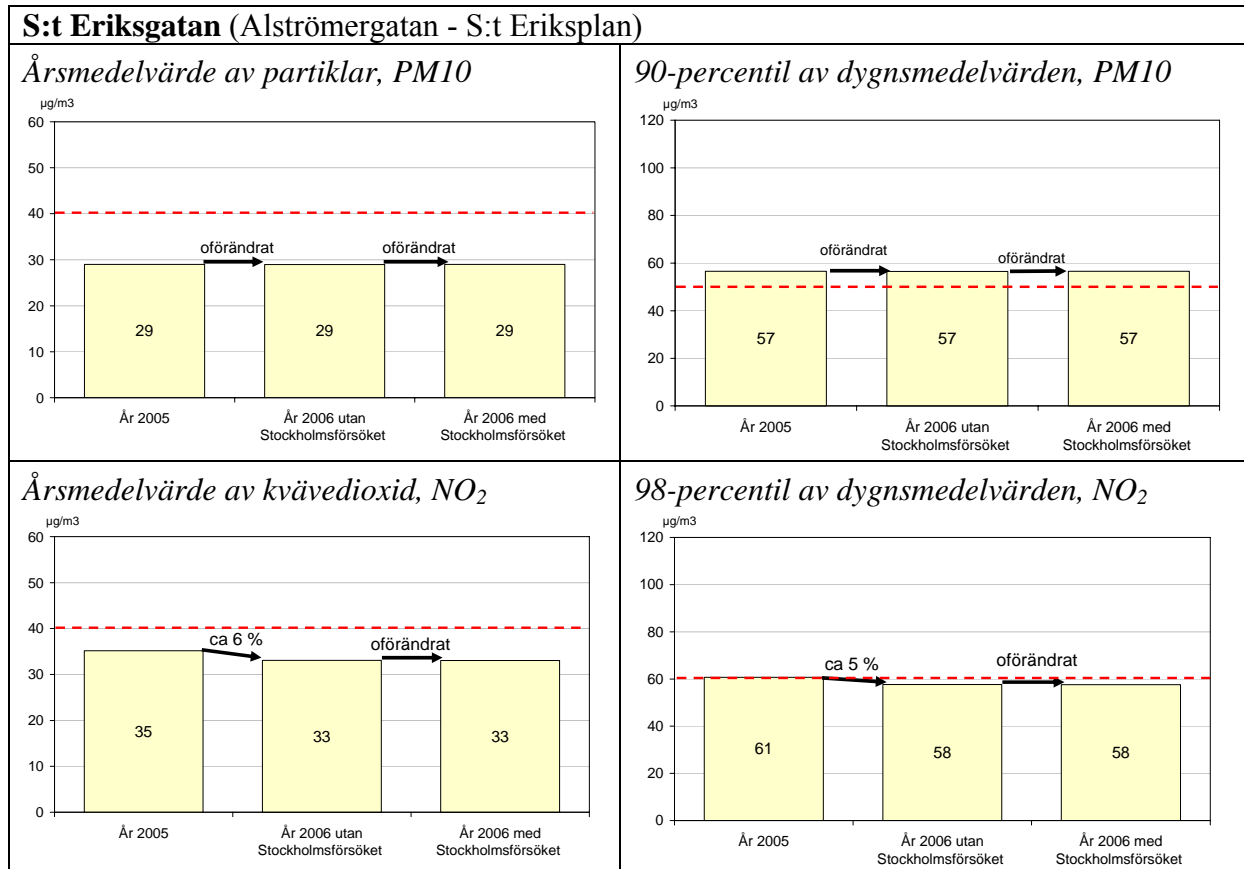 S:t Eriksgatan (Alströmergatan - S:t Eriksplan)
Årsmedelvärde av partiklar, PM10
µg/m3
60
50
40
30
20
10
0
oförändrat
oförändrat
29
29
29
År 2005
År 2006 utan
Stockholmsförsöket
År 2006 med
Stockholmsförsöket
90-percentil av dygnsmedelvärden, PM10
µg/m3
120
100
80
60
40
20
0
oförändrat
oförändrat
57
57
57
År 2005
År 2006 utan
Stockholmsförsöket
År 2006 med
Stockholmsförsöket
Årsmedelvärde av kvävedioxid, NO2
µg/m3
60
50
40
30
20
10
0
ca 6 %
oförändrat
35
33
33
År 2005
År 2006 utan
Stockholmsförsöket
År 2006 med
Stockholmsförsöket
98-percentil av dygnsmedelvärden, NO2
µg/m3
120
100
80
60
40
20
0
ca 5 %
oförändrat
61
58
58
År 2005
År 2006 utan
Stockholmsförsöket
År 2006 med
Stockholmsförsöket